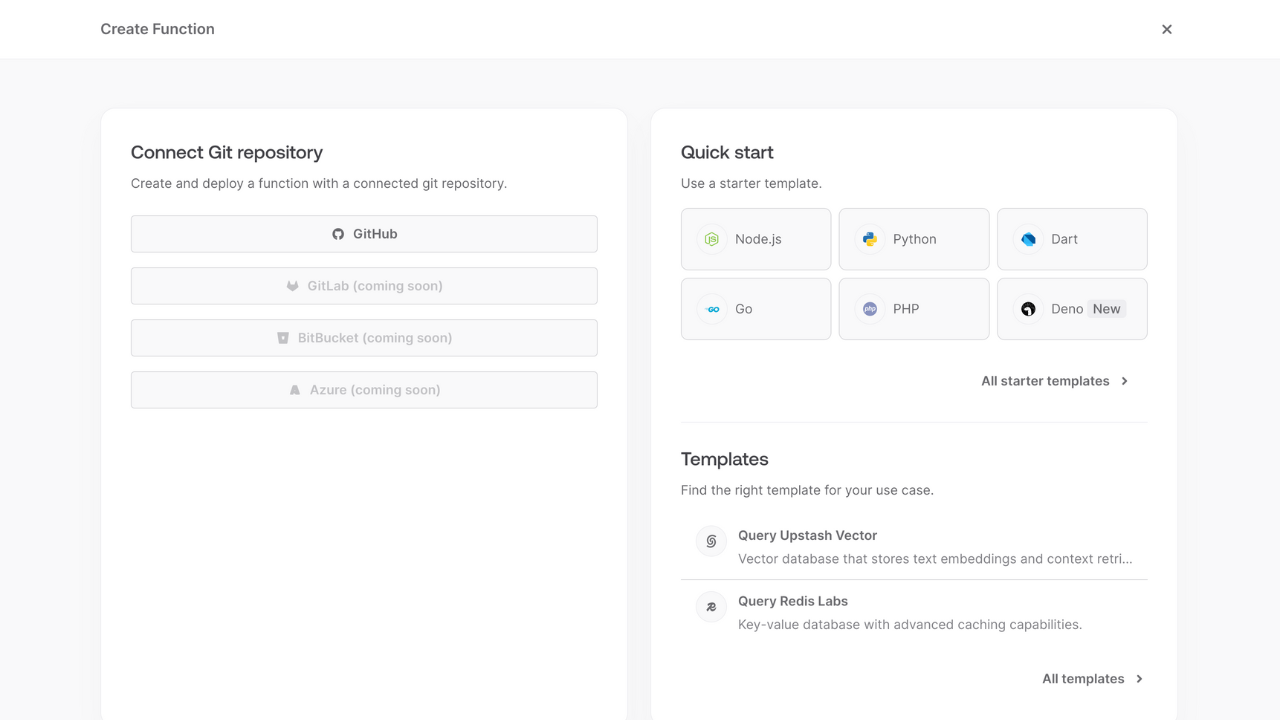 Create Function
Connect Git repository
Create and deploy a function with a connected git repository.
GitHub
GitLab (coming soon)
BitBucket (coming soon)
Azure (coming soon)
Quick start
Use a starter template.
Node.js
Python
Dart
Go
PHP
Deno New
All starter templates
Templates
Find the right template for your use case.
Query Upstash Vector
Vector database that stores text embeddings and context retri...
Query Redis Labs
Key-value database with advanced caching capabilities.
All templates